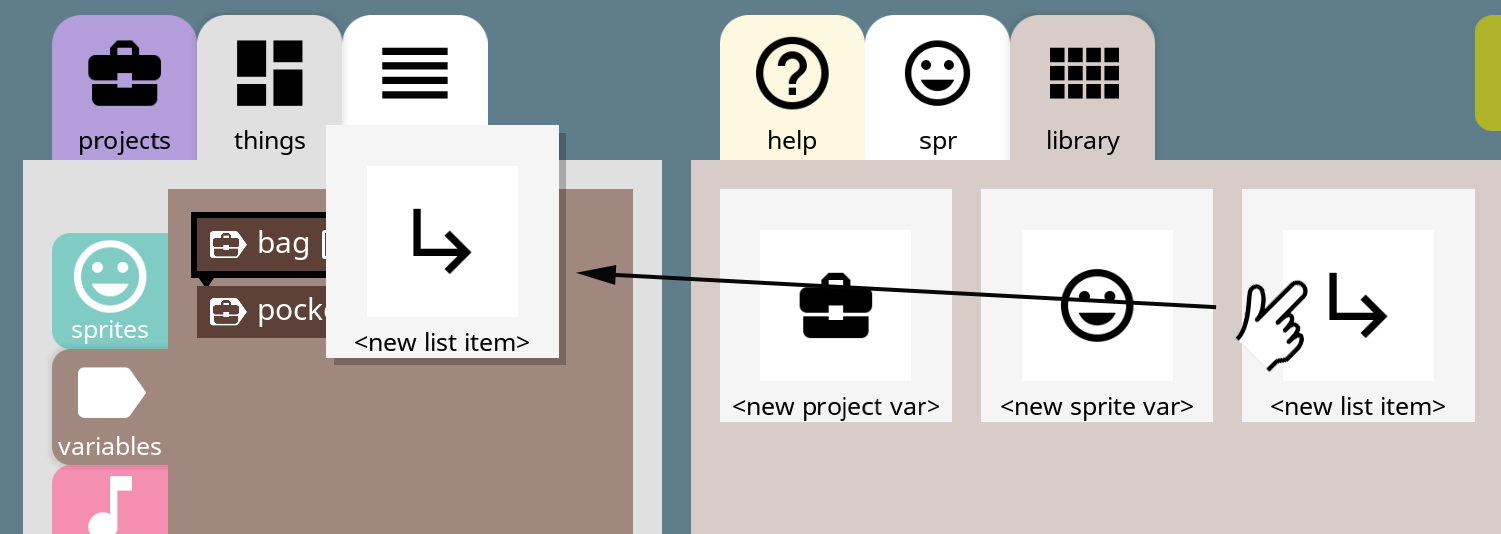 projects
things
help
spr
library
bag
sprites
variables
<new list item>
<new project var>
<new sprite var>
<new list item>